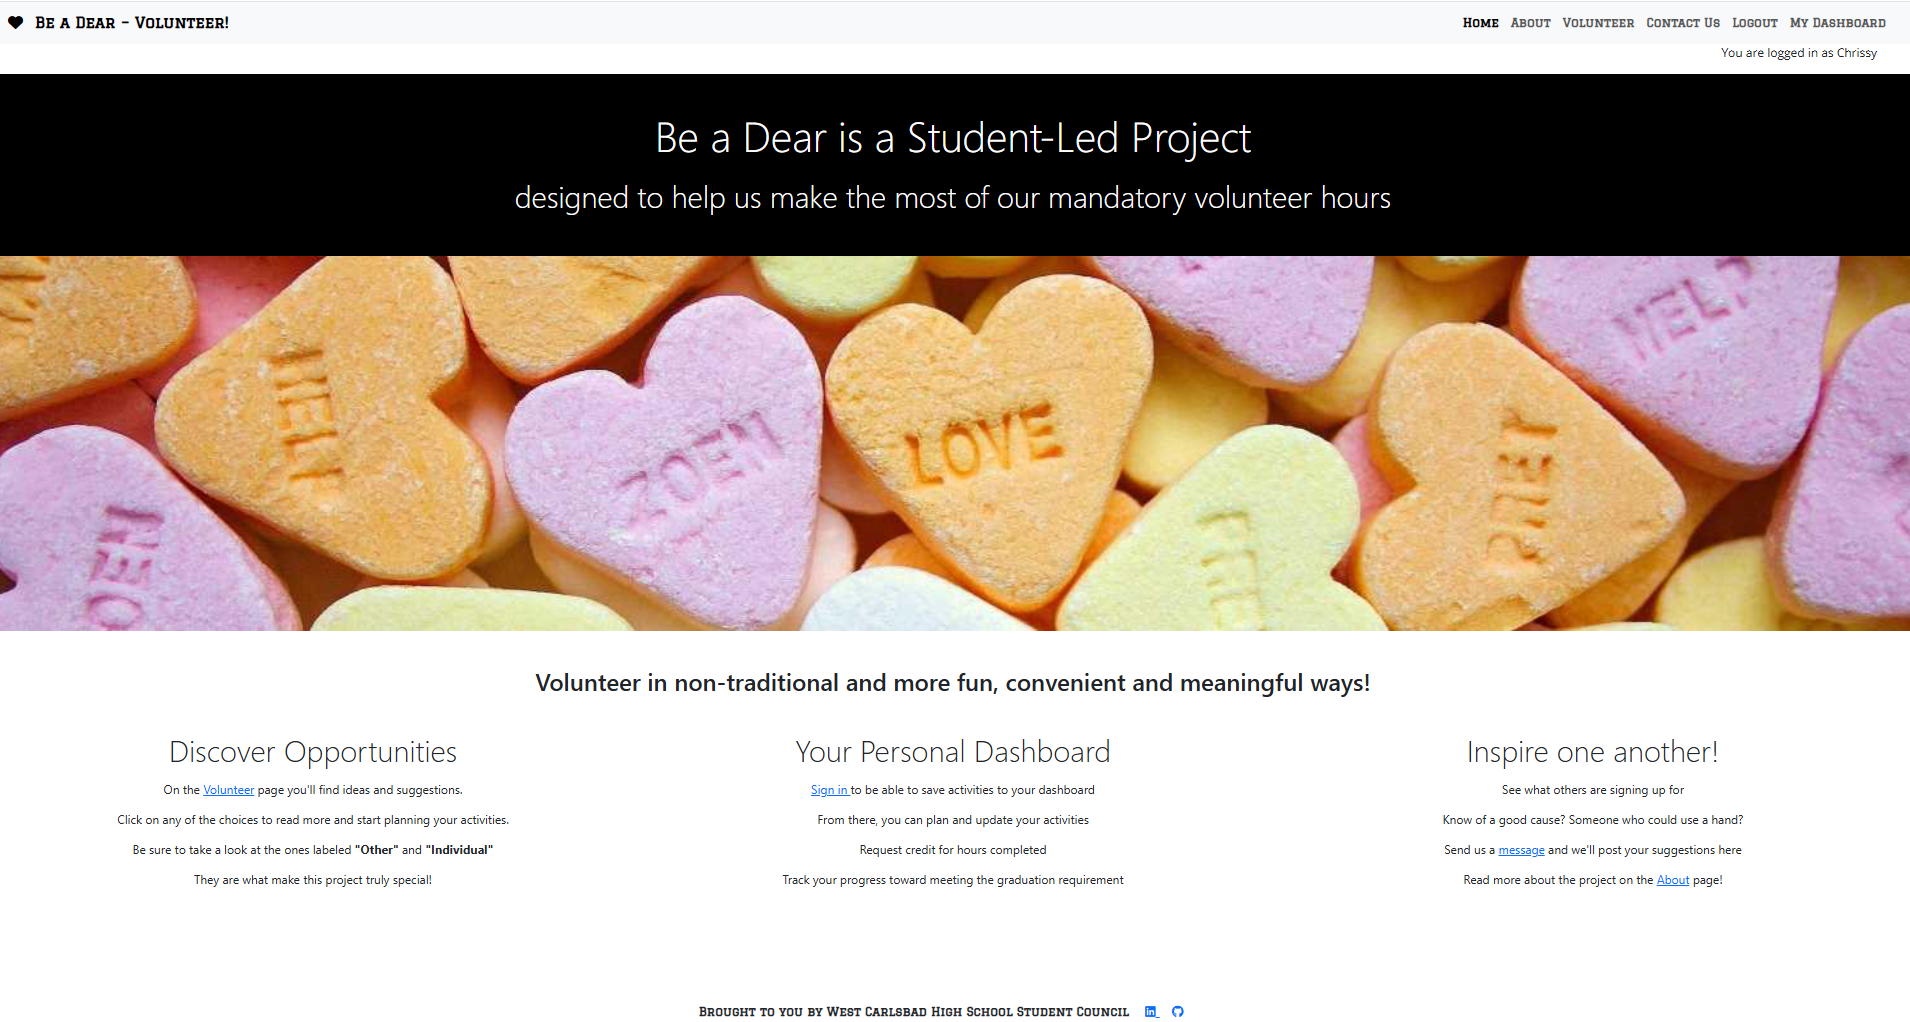 Be a Dear - Volunteer!
Home About Volunteer Contact Us Logout My Dashboard
You are logged in as Chrissy
Be a Dear is a Student-Led Project
designed to help us make the most of our mandatory volunteer hours
HELP
ZOEN
LOVE
Volunteer in non-traditional and more fun, convenient and meaningful ways!
Discover Opportunities
On the Volunteer page you'll find ideas and suggestions.
Click on any of the choices to read more and start planning your activities.
Be sure to take a look at the ones labeled "Other" and "Individual"
They are what make this project truly special!
Your Personal Dashboard
Sign in to be able to save activities to your dashboard
From there, you can plan and update your activities
Request credit for hours completed
Track your progress toward meeting the graduation requirement
Inspire one another!
See what others are signing up for
Know of a good cause? Someone who could use a hand?
Send us a message and we'll post your suggestions here
Read more about the project on the About page!
Brought to you by West Carlsbad High School Student Council